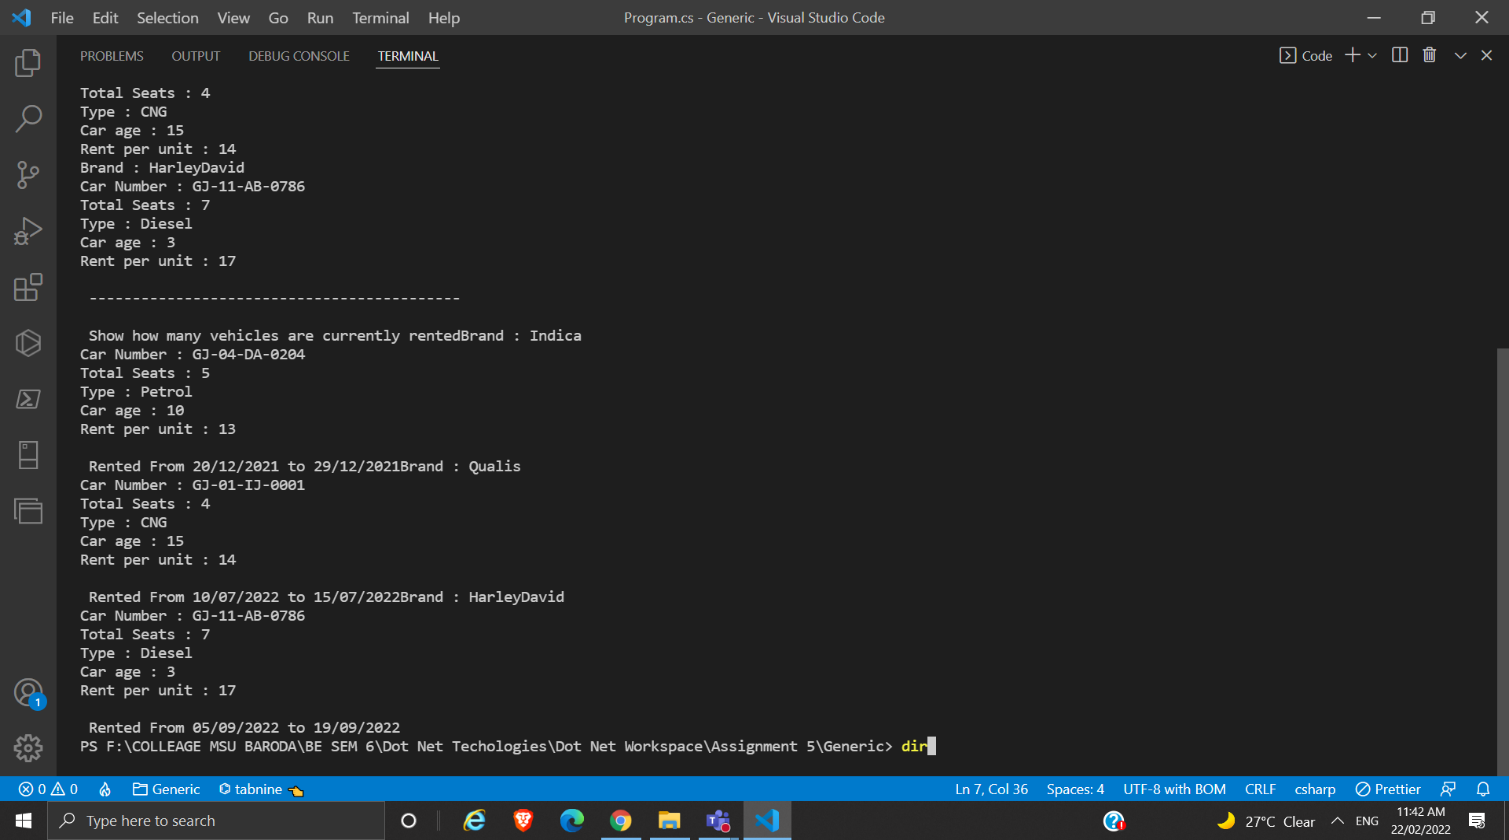 File Edit Selection View Go Run Terminal Help
Program.cs - Generic - Visual Studio Code
PROBLEMS OUTPUT DEBUG CONSOLE TERMINAL
Code
Total Seats : 4
Type : CNG
Car age : 15
Rent per unit : 14
Brand : HarleyDavid
Car Number : GJ-11-AB-0786
Total Seats : 7
Type : Diesel
Car age : 3
Rent per unit : 17
-------------------------------------------
Show how many vehicles are currently rentedBrand : Indica
Car Number : GJ-04-DA-0204
Total Seats : 5
Type : Petrol
Car age : 10
Rent per unit : 13
Rented From 20/12/2021 to 29/12/2021Brand : Qualis
Car Number : GJ-01-IJ-0001
Total Seats : 4
Type : CNG
Car age : 15
Rent per unit : 14
Rented From 10/07/2022 to 15/07/2022Brand : HarleyDavid
Car Number : GJ-11-AB-0786
Total Seats : 7
Type : Diesel
Car age : 3
Rent per unit : 17
Rented From 05/09/2022 to 19/09/2022
PS F:\COLLEAGE MSU BARODA\BE SEM 6\Dot Net Techologies\Dot Net Workspace\Assignment 5\Generic> dir
1
0 0 Generic tabnine
Ln 7, Col 36 Spaces: 4 UTF-8 with BOM CRLF csharp Prettier
Type here to search
27°C Clear ENG
11:42 AM
22/02/2022